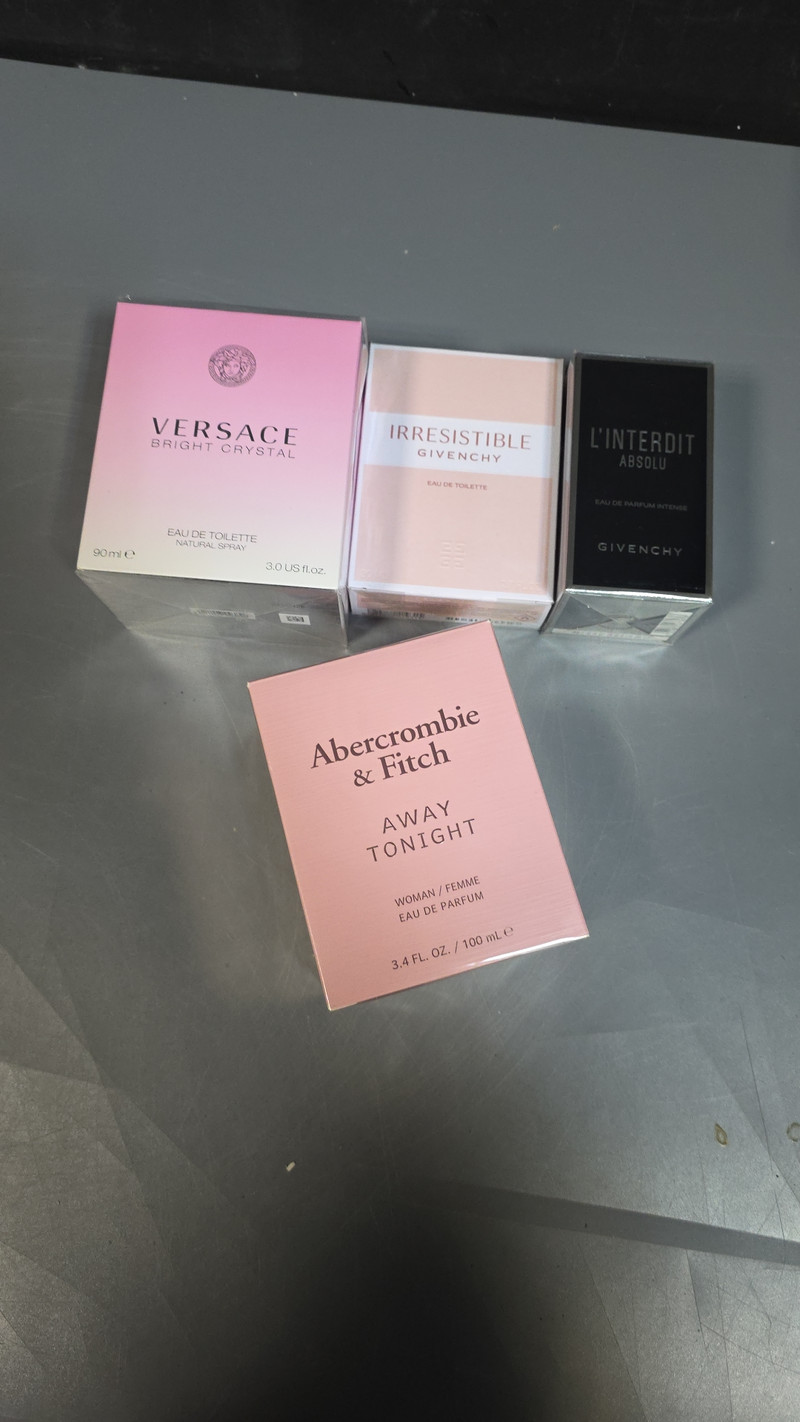 VERSACE
BRIGHT CRYSTAL
EAU DE TOILETTE
NATURAL SPRAY
90 ml ℮
3.0 US fl.oz.
IRRESISTIBLE
GIVENCHY
EAU DE TOILETTE
L'INTERDIT
ABSOLU
EAU DE PARFUM INTENSE
GIVENCHY
Abercrombie
& Fitch
AWAY
TONIGHT
WOMAN / FEMME
EAU DE PARFUM
3.4 FL. OZ. / 100 mL ℮